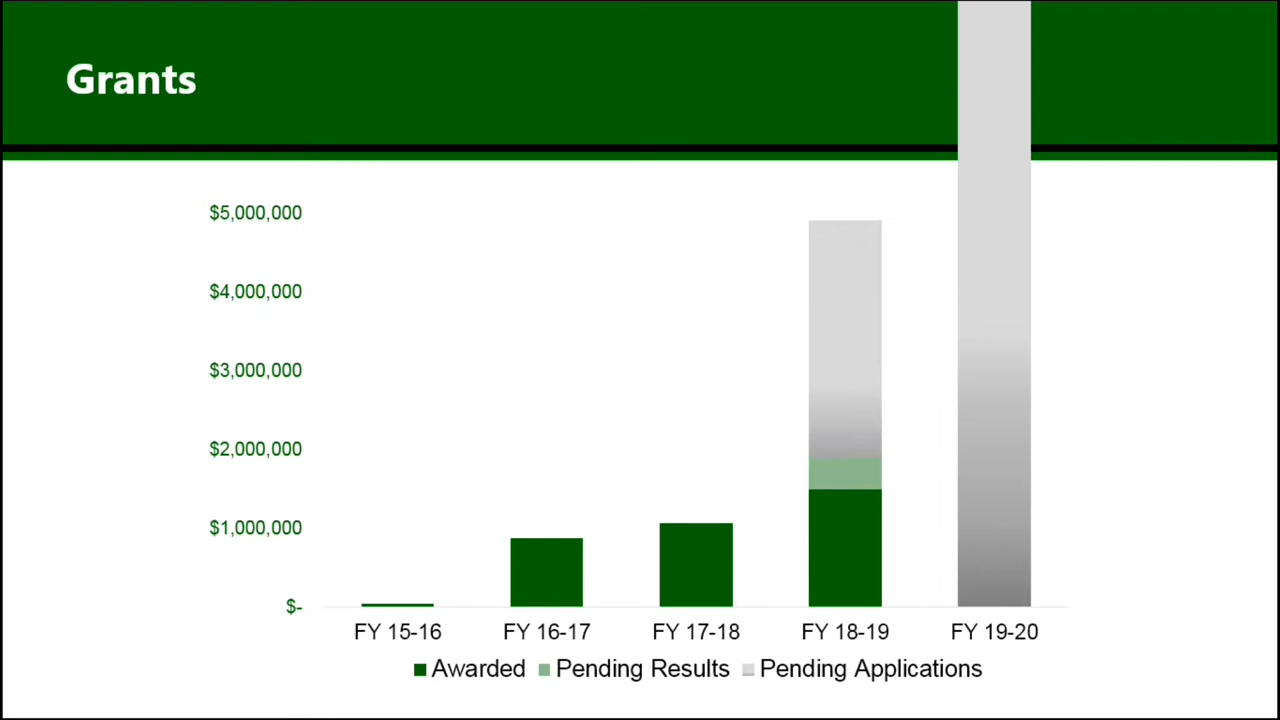 Grants
$5,000,000
$4,000,000
$3,000,000
$2,000,000
$1,000,000
$-
FY 15-16 FY 16-17 FY 17-18 FY 18-19 FY 19-20
Awarded Pending Results Pending Applications